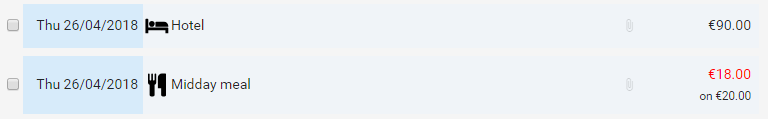 Thu 26/04/2018 Hotel €90.00
Thu 26/04/2018 Midday meal €18.00
on €20.00